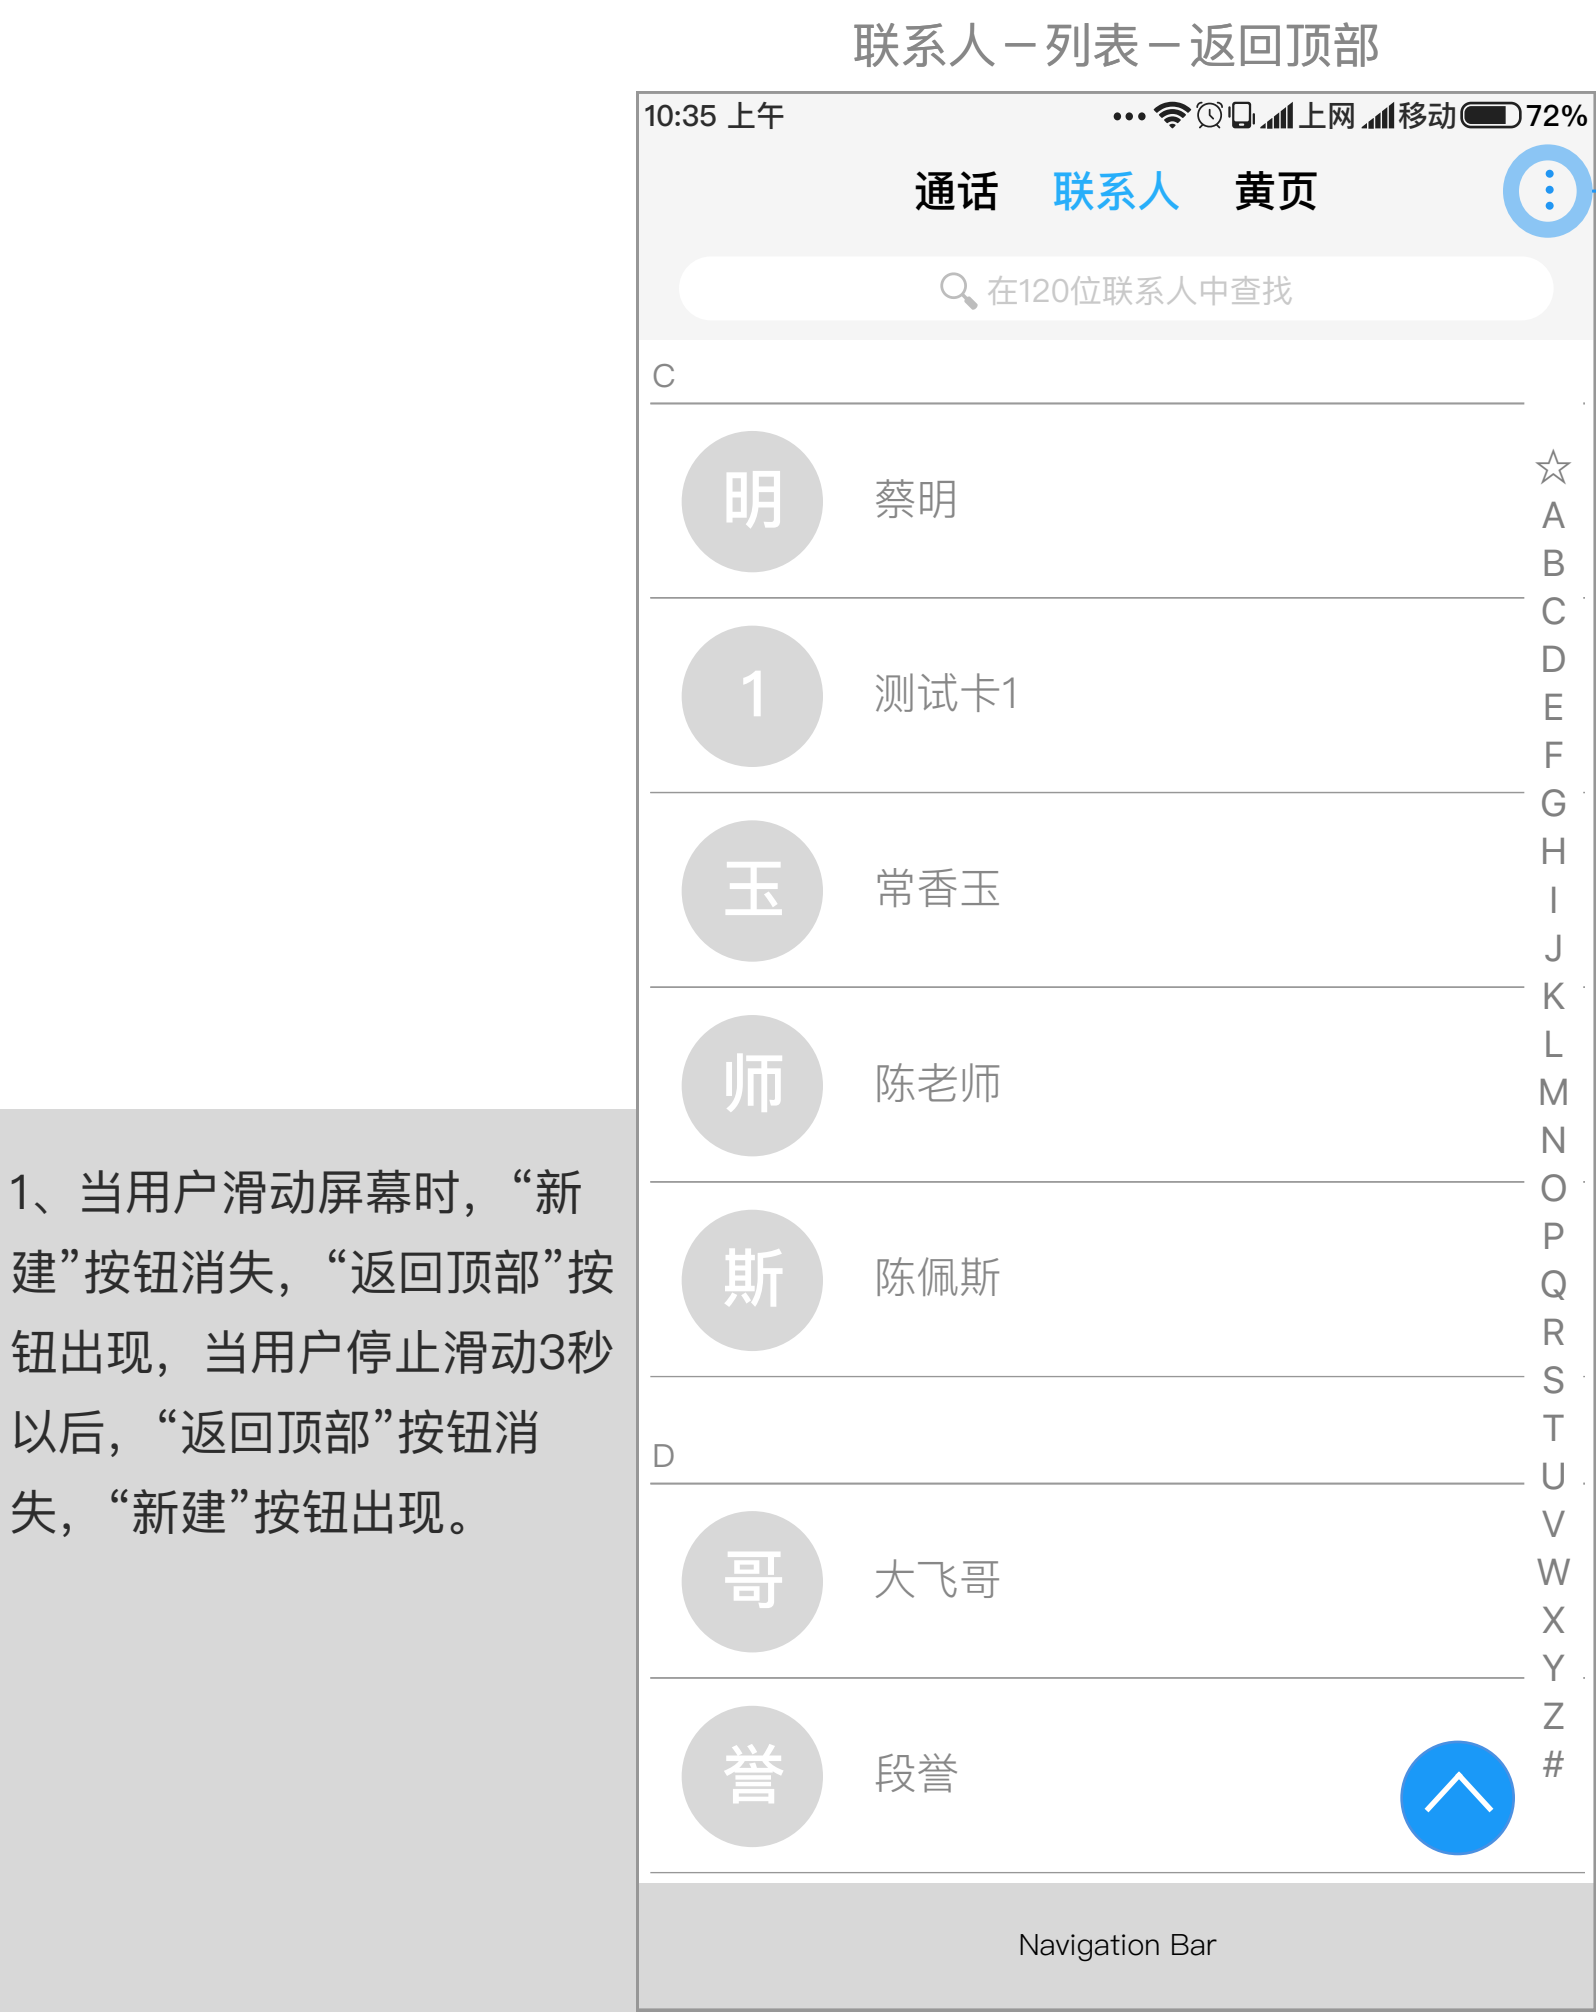 联系人－列表－返回顶部
10:35 上午
上网
移动
72%
通话
联系人
黄页
在120位联系人中查找
C
明
蔡明
1
测试卡1
玉
常香玉
师
陈老师
斯
陈佩斯
D
哥
大飞哥
誉
段誉
☆
A
B
C
D
E
F
G
H
I
J
K
L
M
N
O
P
Q
R
S
T
U
V
W
X
Y
Z
#
Navigation Bar
1、当用户滑动屏幕时，“新
建”按钮消失，“返回顶部”按
钮出现，当用户停止滑动3秒
以后，“返回顶部”按钮消
失，“新建”按钮出现。